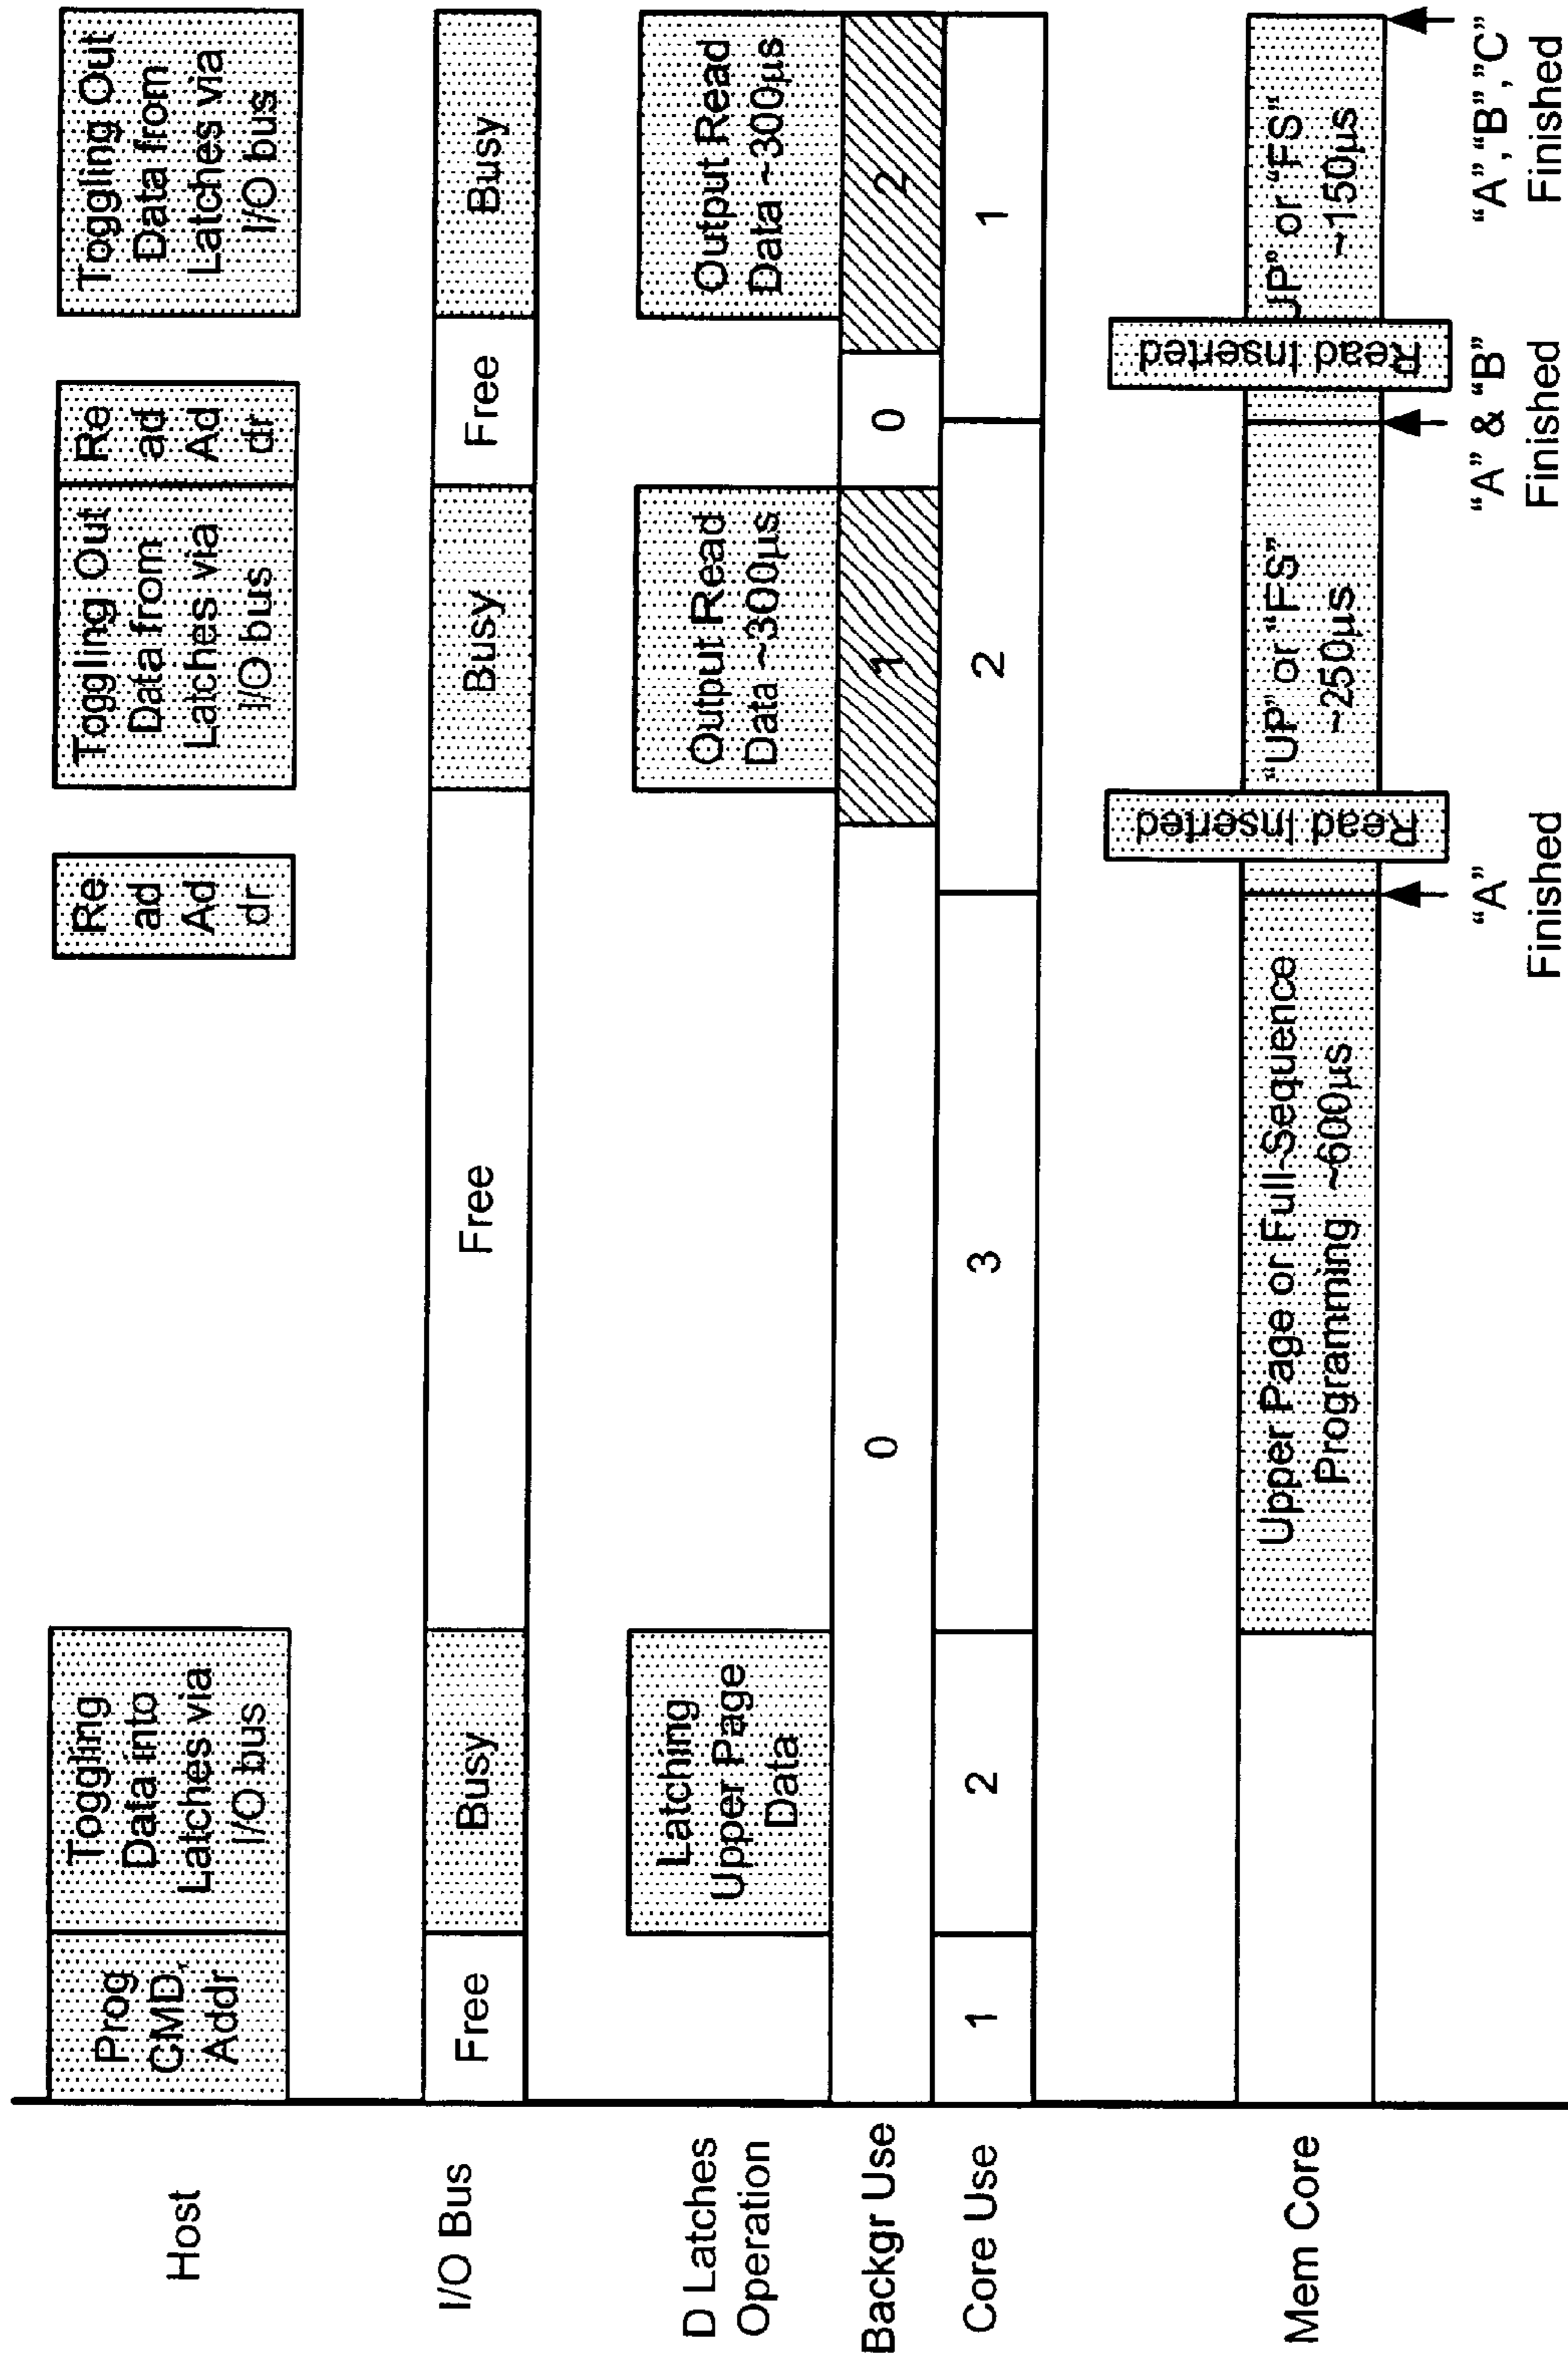 Host
Prog
CMD,
Addr
Toggling
Data into
Latches via
I/O bus
Re
ad
Ad
dr
Toggling Out
Data from
Latches via
I/O bus
Re
ad
Ad
dr
Toggling Out
Data from
Latches via
I/O bus
I/O Bus
Free
Busy
Free
Busy
Free
Busy
D Latches
Operation
Latching
Upper Page
Data
Output Read
Data ~300µs
Output Read
Data ~300µs
Backgr Use
0
1
0
2
Core Use
1
2
3
2
1
Mem Core
Upper Page or Full-Sequence
Programming ~600µs
Read Inserted
"UP" or "FS"
~250µs
Read Inserted
UP" or "FS"
~150µs
"A"
Finished
"A" & "B"
Finished
"A","B","C"
Finished